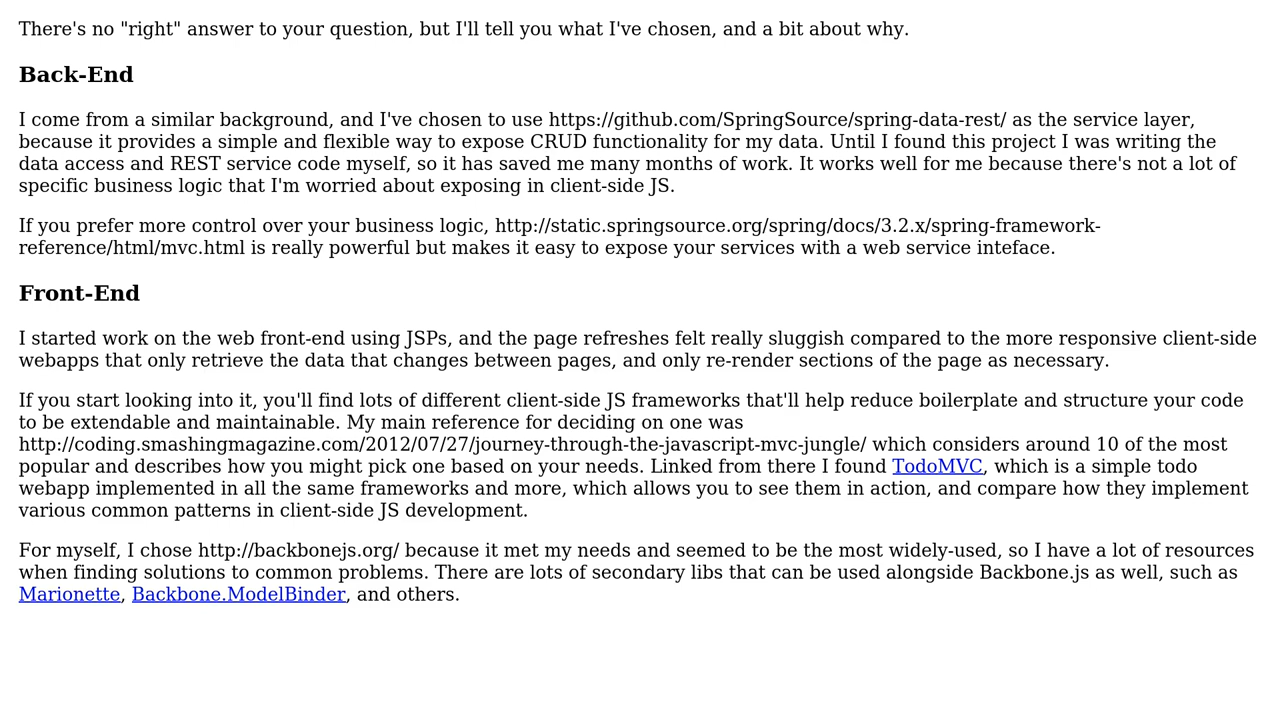 There's no "right" answer to your question, but I'll tell you what I've chosen, and a bit about why.
Back-End
I come from a similar background, and I've chosen to use https://github.com/SpringSource/spring-data-rest/ as the service layer,
because it provides a simple and flexible way to expose CRUD functionality for my data. Until I found this project I was writing the
data access and REST service code myself, so it has saved me many months of work. It works well for me because there's not a lot of
specific business logic that I'm worried about exposing in client-side JS.
If you prefer more control over your business logic, http://static.springsource.org/spring/docs/3.2.x/spring-framework-
reference/html/mvc.html is really powerful but makes it easy to expose your services with a web service inteface.
Front-End
I started work on the web front-end using JSPs, and the page refreshes felt really sluggish compared to the more responsive client-side
webapps that only retrieve the data that changes between pages, and only re-render sections of the page as necessary.
If you start looking into it, you'll find lots of different client-side JS frameworks that'll help reduce boilerplate and structure your code
to be extendable and maintainable. My main reference for deciding on one was
http://coding.smashingmagazine.com/2012/07/27/journey-through-the-javascript-mvc-jungle/ which considers around 10 of the most
popular and describes how you might pick one based on your needs. Linked from there I found TodoMVC, which is a simple todo
webapp implemented in all the same frameworks and more, which allows you to see them in action, and compare how they implement
various common patterns in client-side JS development.
For myself, I chose http://backbonejs.org/ because it met my needs and seemed to be the most widely-used, so I have a lot of resources
when finding solutions to common problems. There are lots of secondary libs that can be used alongside Backbone.js as well, such as
Marionette, Backbone.ModelBinder, and others.